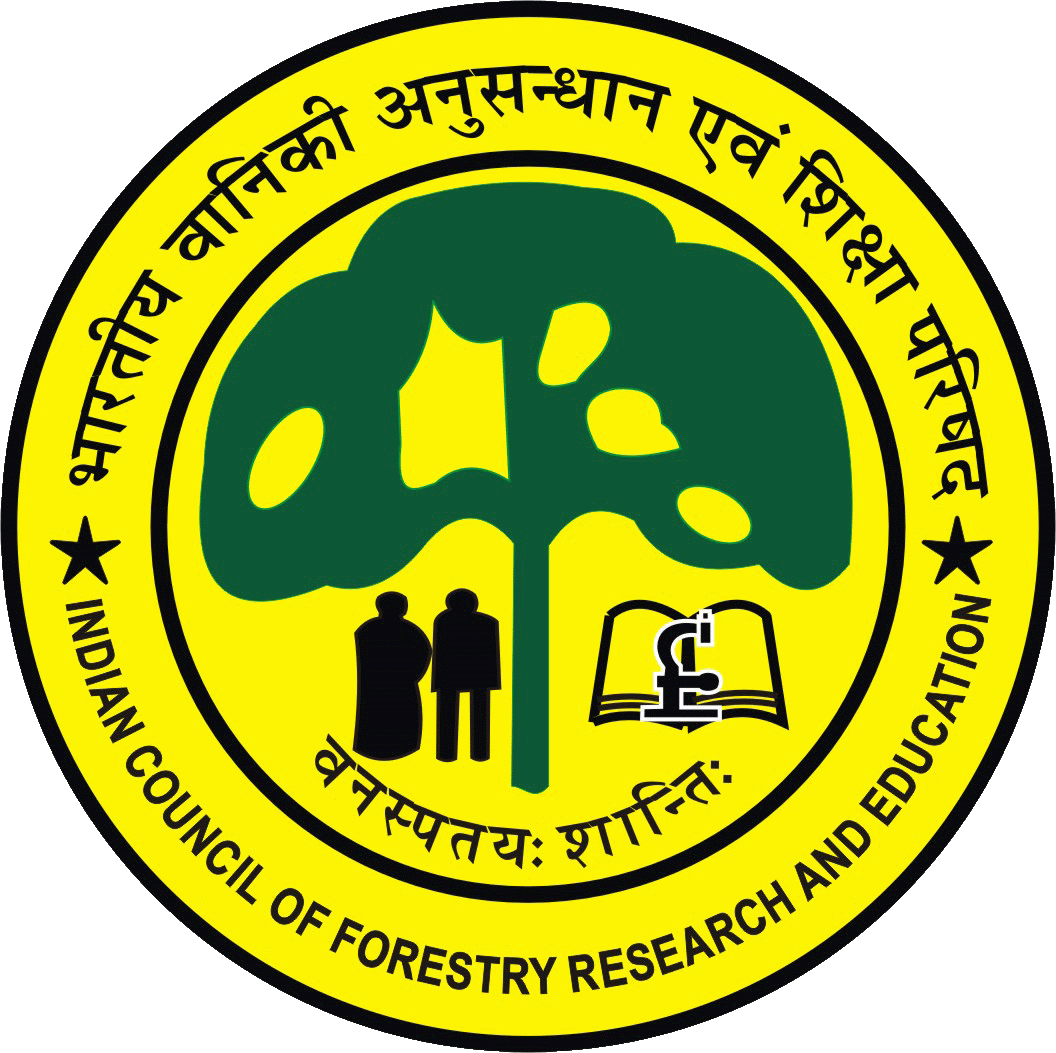 भारतीय वानिकी अनुसन्धान एवं शिक्षा परिषद
वनस्पतयः शान्तिः
INDIAN COUNCIL OF FORESTRY RESEARCH AND EDUCATION